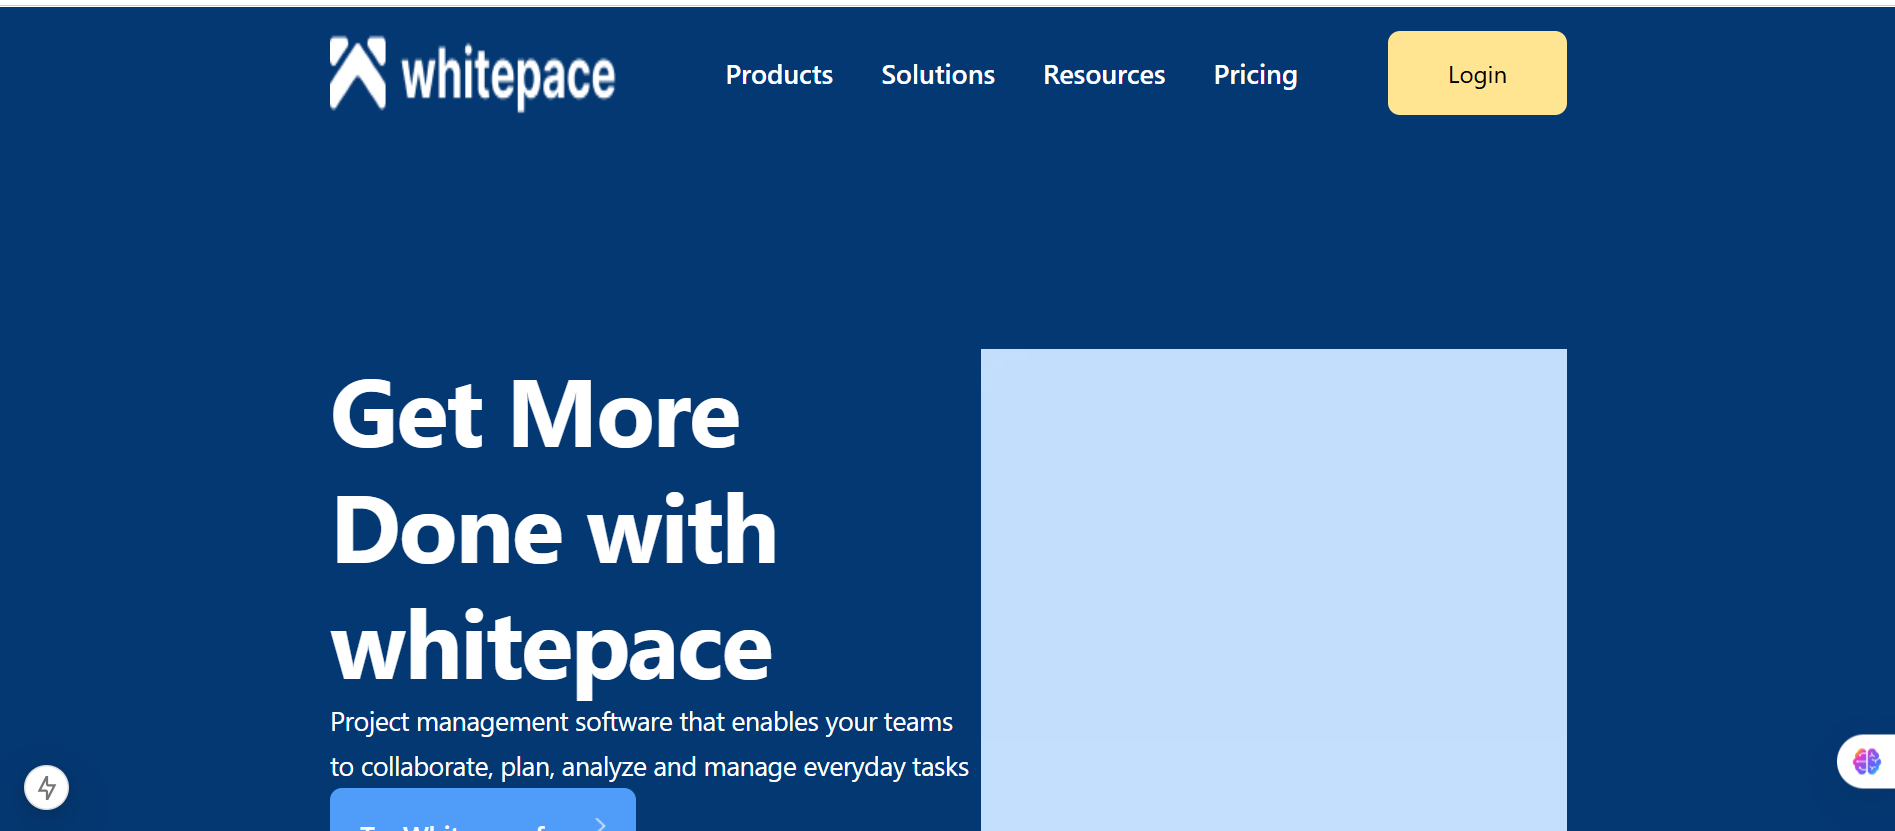 whitepace
Products
Solutions
Resources
Pricing
Login
Get More
Done with
whitepace
Project management software that enables your teams
to collaborate, plan, analyze and manage everyday tasks